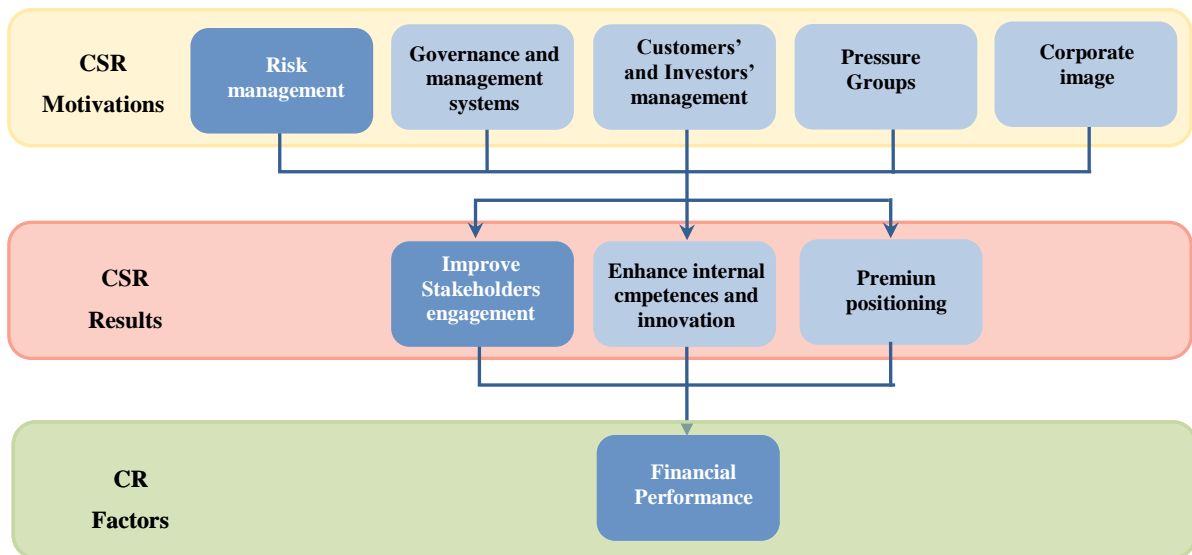 CSR
Motivations
Risk
management
Governance and
management
systems
Customers’
and Investors’
management
Pressure
Groups
Corporate
image
CSR
Results
Improve
Stakeholders
engagement
Enhance internal
cmpetences and
innovation
Premiun
positioning
CR
Factors
Financial
Performance